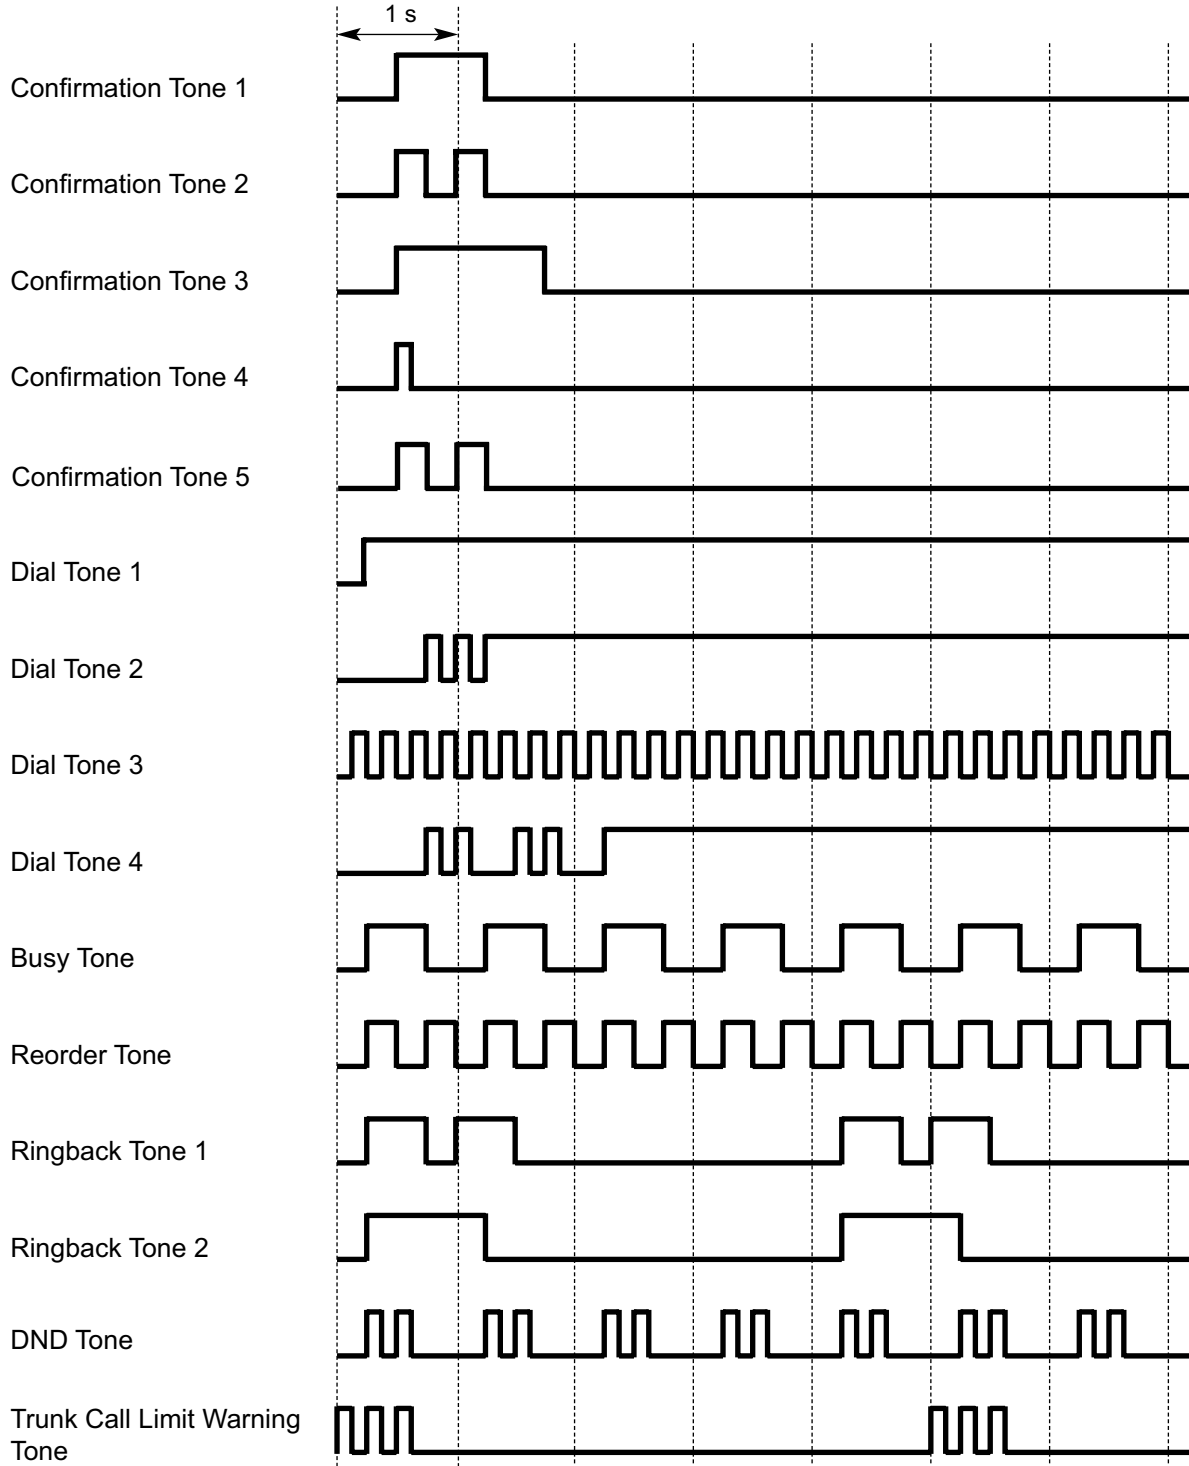 1 s
Confirmation Tone 1
Confirmation Tone 2
Confirmation Tone 3
Confirmation Tone 4
Confirmation Tone 5
Dial Tone 1
Dial Tone 2
Dial Tone 3
Dial Tone 4
Busy Tone
Reorder Tone
Ringback Tone 1
Ringback Tone 2
DND Tone
Trunk Call Limit Warning
Tone